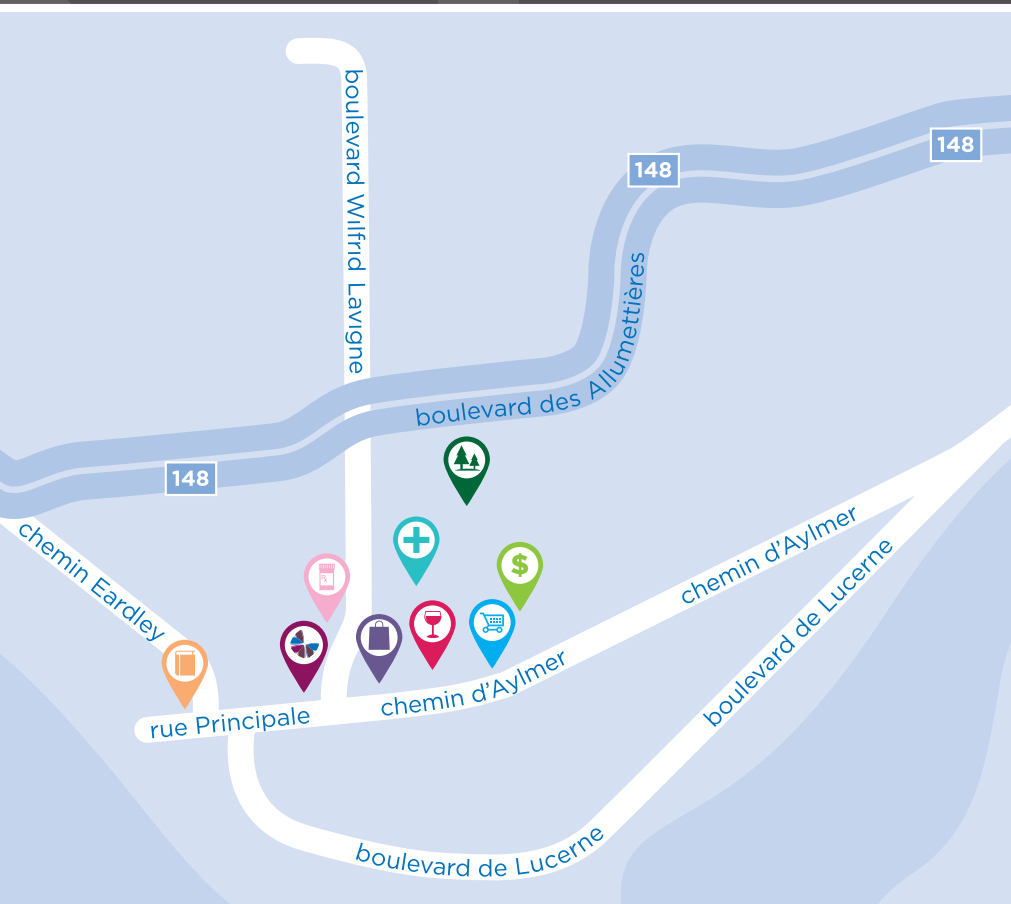 boulevard Wilfrid Lavigne
148
148
boulevard des Allumettières
148
chemin Eardley
chemin d'Aylmer
boulevard de Lucerne
$
chemin d'Aylmer
rue Principale
boulevard de Lucerne